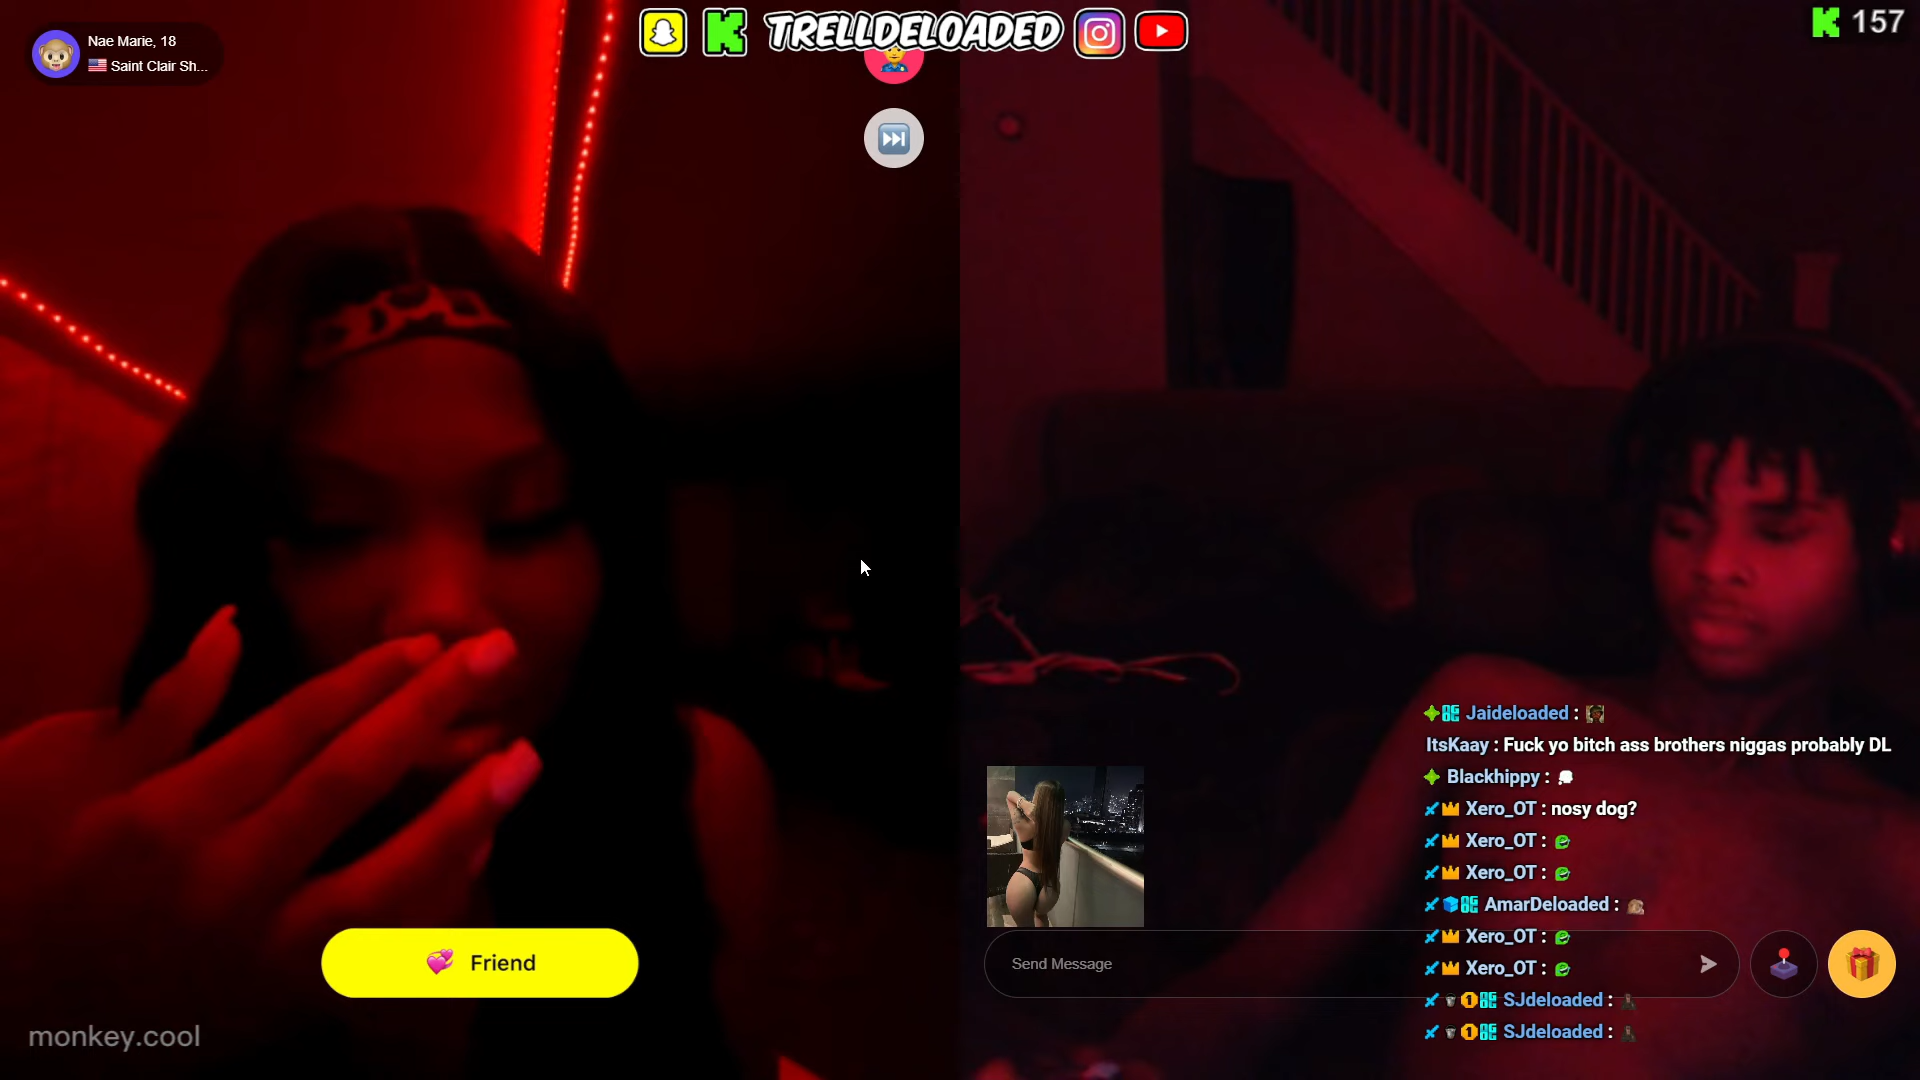 TRELLDELOADED
157
Nae Marie, 18
Saint Clair Sh...
Jaideloaded :
ItsKaay : Fuck yo bitch ass brothers niggas probably DL
Blackhippy :
Xero_OT : nosy dog?
Xero_OT :
Xero_OT :
AmarDeloaded :
Xero_OT :
Xero_OT :
SJdeloaded :
SJdeloaded :
Friend
Send Message
monkey.cool